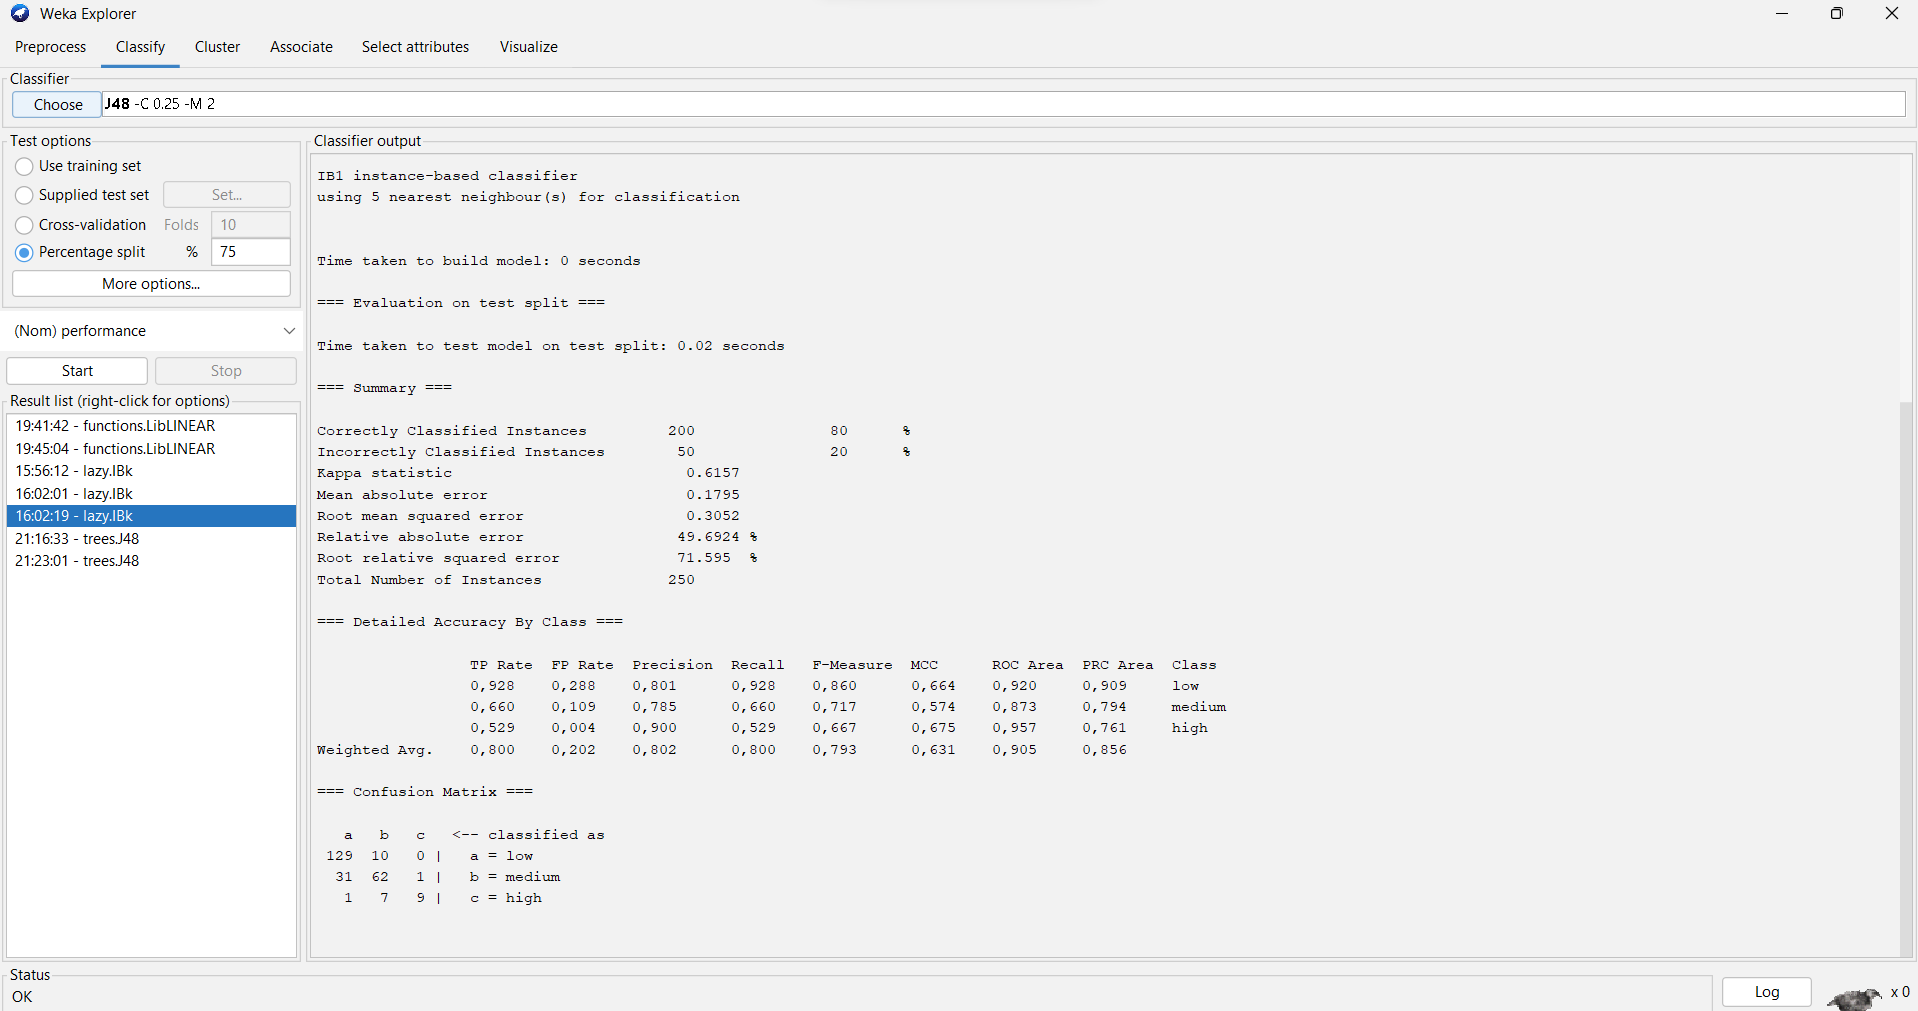 Weka Explorer
Preprocess Classify Cluster Associate Select attributes Visualize
Classifier
Choose J48 -C 0.25 -M 2
Test options
Use training set
Supplied test set Set...
Cross-validation Folds 10
Percentage split % 75
More options...
(Nom) performance
Start Stop
Result list (right-click for options)
19:41:42 - functions.LibLINEAR
19:45:04 - functions.LibLINEAR
15:56:12 - lazy.IBk
16:02:01 - lazy.IBk
16:02:19 - lazy.IBk
21:16:33 - trees.J48
21:23:01 - trees.J48
Classifier output
IB1 instance-based classifier
using 5 nearest neighbour(s) for classification
Time taken to build model: 0 seconds
=== Evaluation on test split ===
Time taken to test model on test split: 0.02 seconds
=== Summary ===
Correctly Classified Instances 200 80 %
Incorrectly Classified Instances 50 20 %
Kappa statistic 0.6157
Mean absolute error 0.1795
Root mean squared error 0.3052
Relative absolute error 49.6924 %
Root relative squared error 71.595 %
Total Number of Instances 250
=== Detailed Accuracy By Class ===
TP Rate FP Rate Precision Recall F-Measure MCC ROC Area PRC Area Class
0,928 0,288 0,801 0,928 0,860 0,664 0,920 0,909 low
0,660 0,109 0,785 0,660 0,717 0,574 0,873 0,794 medium
0,529 0,004 0,900 0,529 0,667 0,675 0,957 0,761 high
Weighted Avg. 0,800 0,202 0,802 0,800 0,793 0,631 0,905 0,856
=== Confusion Matrix ===
a b c <-- classified as
129 10 0 | a = low
31 62 1 | b = medium
1 7 9 | c = high
Status
OK
Log x 0